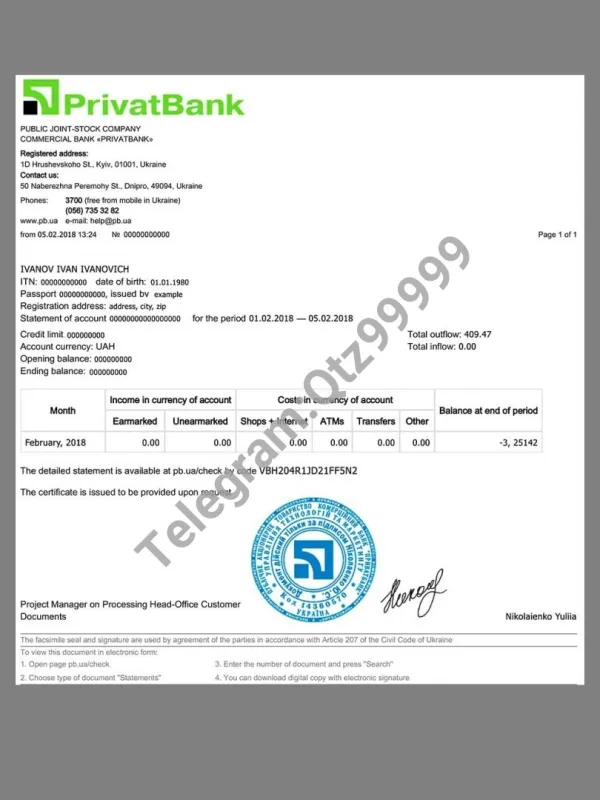 PrivatBank
PUBLIC JOINT-STOCK COMPANY
COMMERCIAL BANK «PRIVATBANK»
Registered address:
1D Hrushevskoho St., Kyiv, 01001, Ukraine
Contact us:
50 Naberezhna Peremohy St., Dnipro, 49094, Ukraine
Phones: 3700 (free from mobile in Ukraine)
(056) 735 32 82
www.pb.ua e-mail: help@pb.ua
from 05.02.2018 13:24 № 0000000000 Page 1 of 1
IVANOV IVAN IVANOVICH
ITN: 00000000000 date of birth: 01.01.1980
Passport 00000000000, issued by example
Registration address: address, city, zip
Statement of account 00000000000000000 for the period 01.02.2018 — 05.02.2018
Credit limit 000000000 Total outflow: 409.47
Account currency: UAH Total inflow: 0.00
Opening balance: 000000000
Ending balance: 000000000
Month Income in currency of account Costs in currency of account Balance at end of period
Earmarked Unearmarked Shops + Internet ATMs Transfers Other
February, 2018 0.00 0.00 0.00 0.00 0.00 0.00 -3, 25142
The detailed statement is available at pb.ua/check by code VBH204R1JD21FF5N2
The certificate is issued to be provided upon request
Telegram.Qtz99999
УКРАЇНА
Project Manager on Processing Head-Office Customer
Documents
Nikolaienko Yuliia
The facsimile seal and signature are used by agreement of the parties in accordance with Article 207 of the Civil Code of Ukraine
To view this document in electronic form:
1. Open page pb.ua/check 3. Enter the number of document and press "Search"
2. Choose type of document "Statements" 4. You can download digital copy with electronic signature